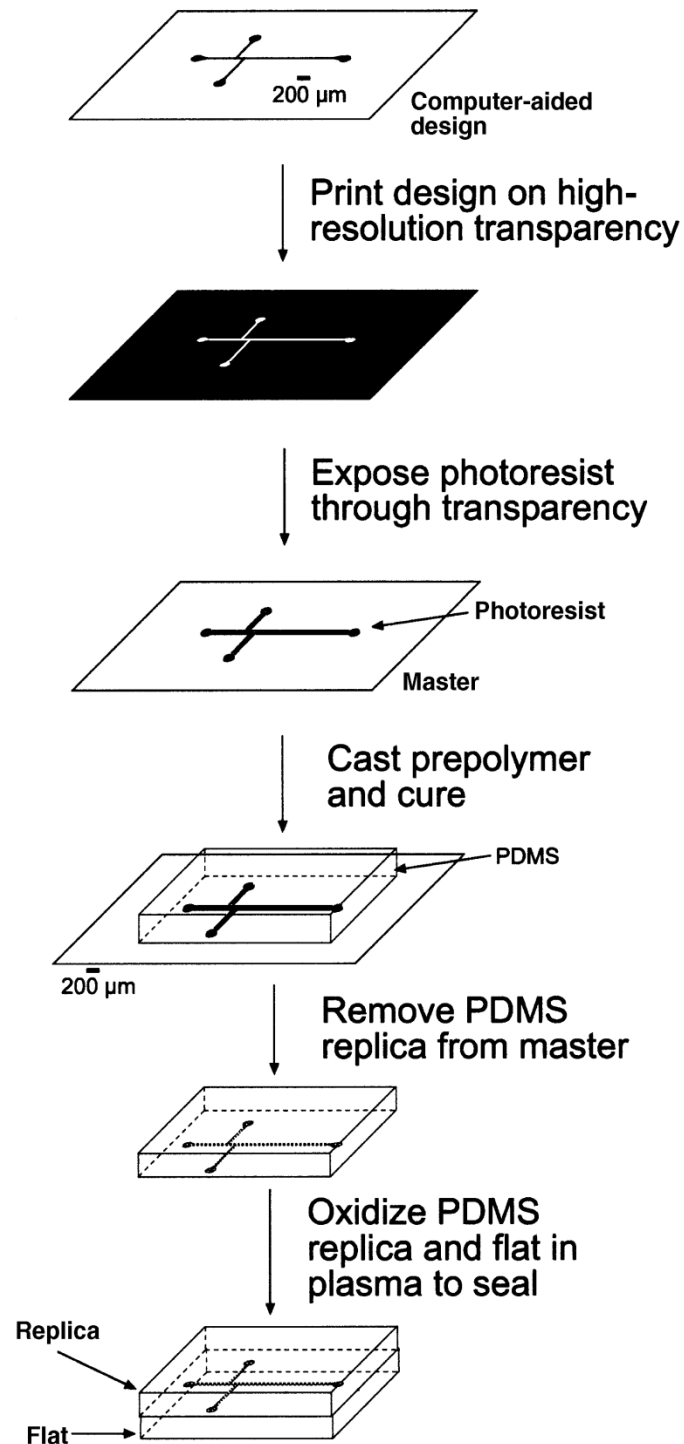 200 µm
Computer-aided
design
Print design on high-
resolution transparency
Expose photoresist
through transparency
Photoresist
Master
Cast prepolymer
and cure
PDMS
200 µm
Remove PDMS
replica from master
Oxidize PDMS
replica and flat in
plasma to seal
Replica
Flat